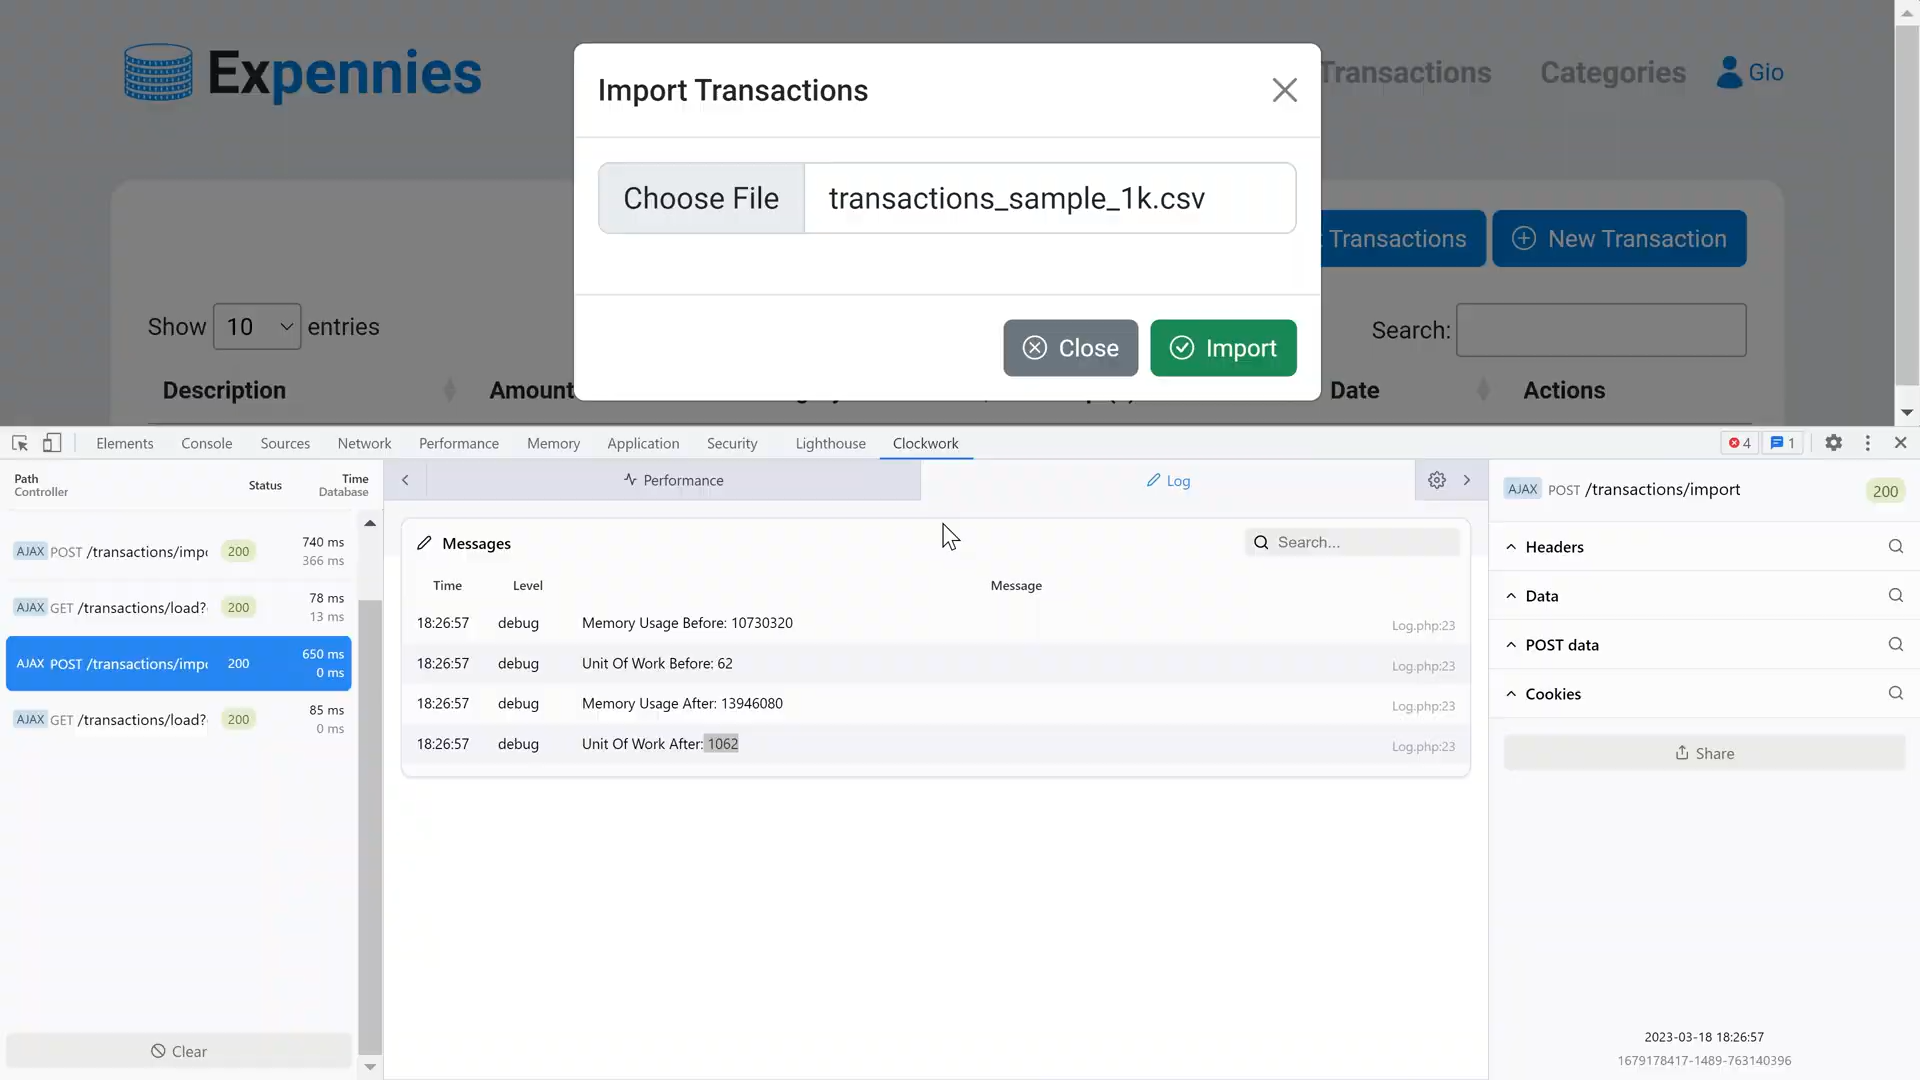 Expennies
Import Transactions
Transactions
Categories
Gio
Choose File
transactions_sample_1k.csv
Transactions
New Transaction
Show 10 entries
Search:
Close
Import
Description
Amount
Date
Actions
Elements
Console
Sources
Network
Performance
Memory
Application
Security
Lighthouse
Clockwork
4
1
Path
Controller
Status
Time
Database
Performance
Log
AJAX POST /transactions/import
200
AJAX POST /transactions/impo 200 740 ms
366 ms
AJAX GET /transactions/load? 200 78 ms
13 ms
AJAX POST /transactions/impo 200 650 ms
0 ms
AJAX GET /transactions/load? 200 85 ms
0 ms
Clear
Messages
Search...
Time Level Message
18:26:57 debug Memory Usage Before: 10730320 Log.php:23
18:26:57 debug Unit Of Work Before: 62 Log.php:23
18:26:57 debug Memory Usage After: 13946080 Log.php:23
18:26:57 debug Unit Of Work After: 1062 Log.php:23
Headers
Data
POST data
Cookies
Share
2023-03-18 18:26:57
1679178417-1489-763140396